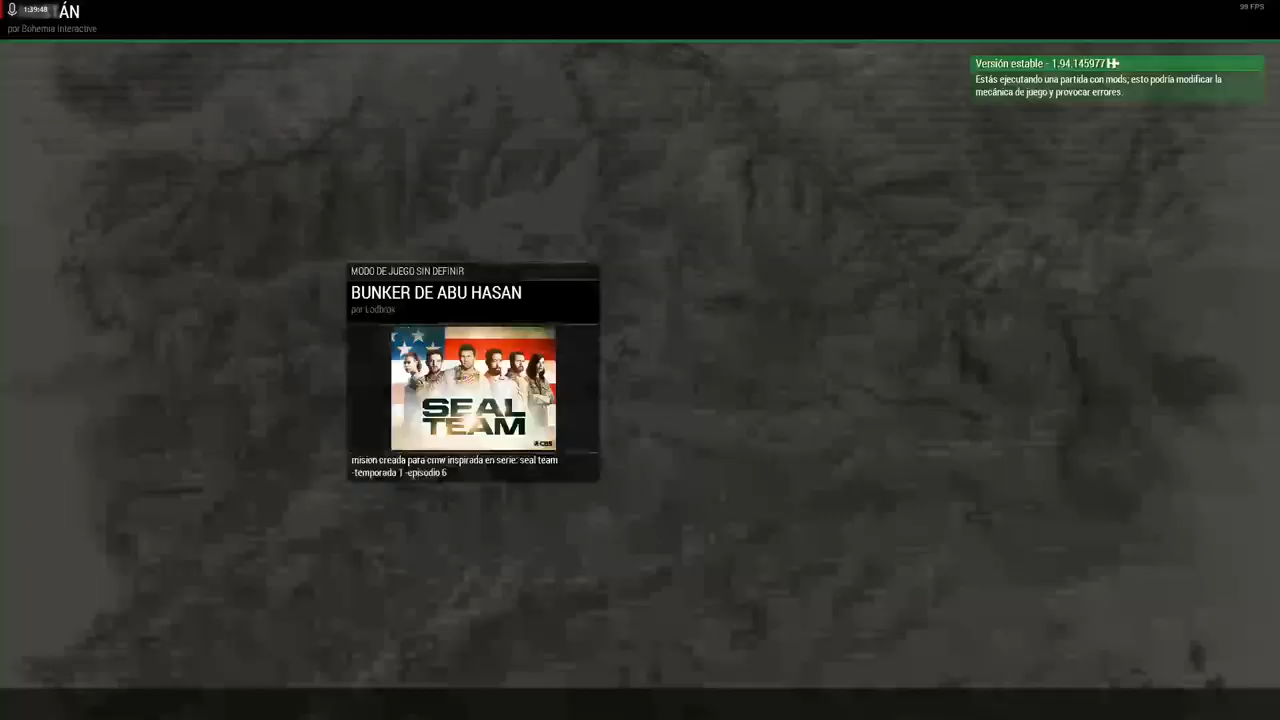 1:39:48
ÁN
por Bohemia Interactive
99 FPS
Versión estable - 1.94.145977
Estás ejecutando una partida con mods; esto podría modificar la
mecánica de juego y provocar errores.
MODO DE JUEGO SIN DEFINIR
BUNKER DE ABU HASAN
por Lodbrok
SEAL
TEAM
CBS
mision creada para cmw inspirada en serie: seal team
-temporada 1 -episodio 6